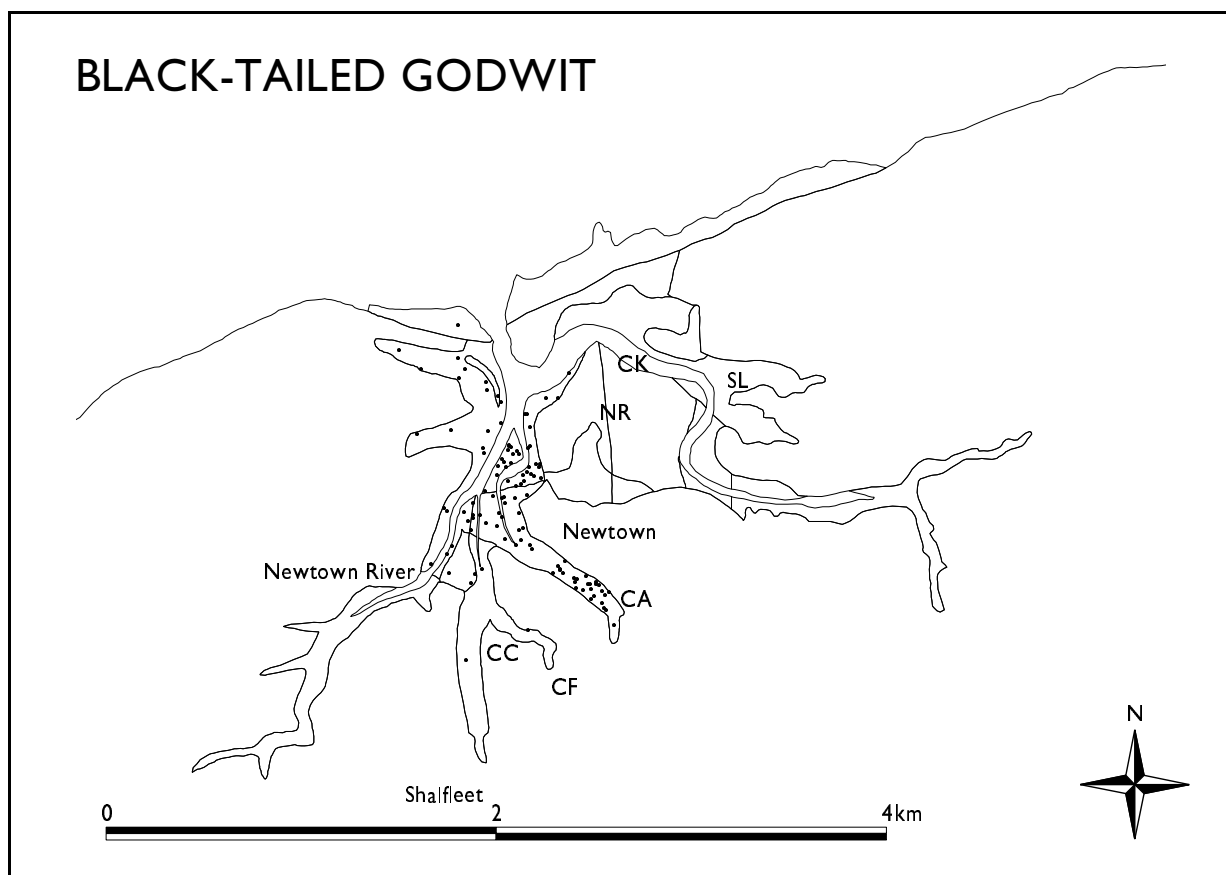 BLACK-TAILED GODWIT
CK
SL
NR
Newtown
Newtown River
CA
CC
CF
N
Shalfleet
0 2 4km